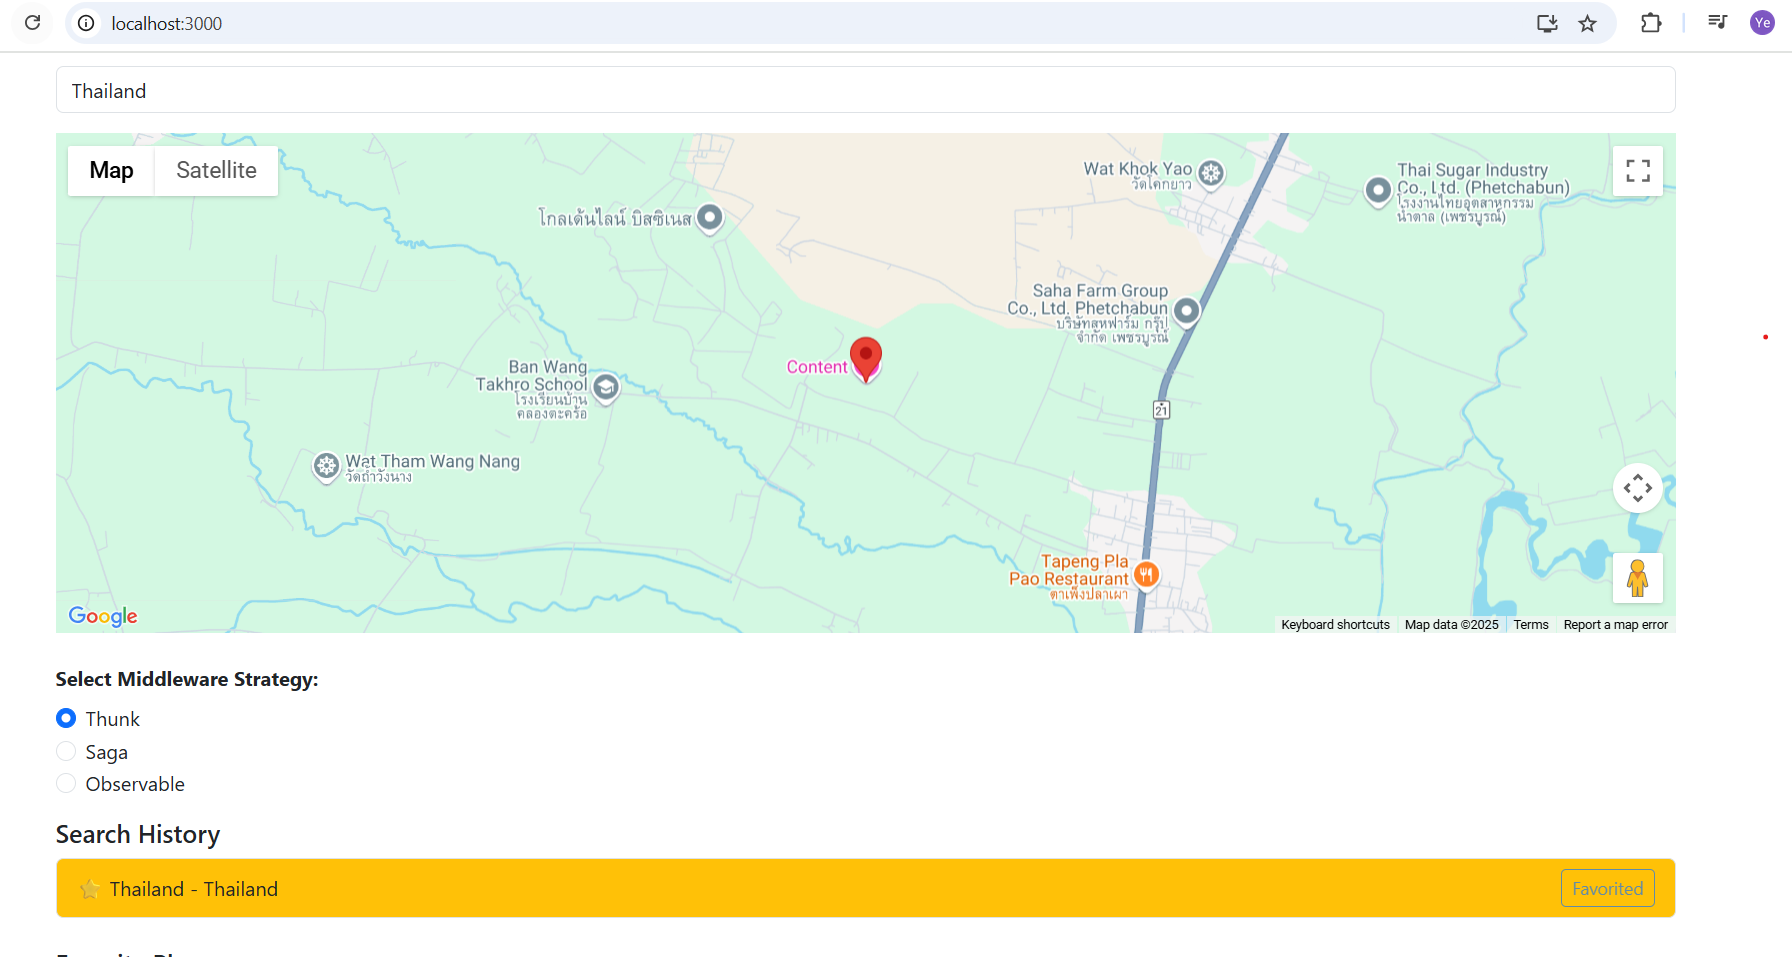 localhost:3000
Ye
Thailand
Map
Satellite
Wat Khok Yao
วัดโคกยาว
Thai Sugar Industry
Co., Ltd. (Phetchabun)
โรงงานไทยอุตสาหกรรม
น้ำตาล (เพชรบูรณ์)
โกลเด้นไลน์ บิสซิเนส
Saha Farm Group
Co., Ltd. Phetchabun
บริษัทสหฟาร์ม กรุ๊ป
จำกัด เพชรบูรณ์
Content
Ban Wang
Takhro School
โรงเรียนบ้าน
คลองตะคร้อ
21
Wat Tham Wang Nang
วัดถ้ำวังนาง
Tapeng Pla
Pao Restaurant
ตาเพ็งปลาเผา
Google
Keyboard shortcuts
Map data ©2025
Terms
Report a map error
Select Middleware Strategy:
Thunk
Saga
Observable
Search History
Thailand - Thailand
Favorited